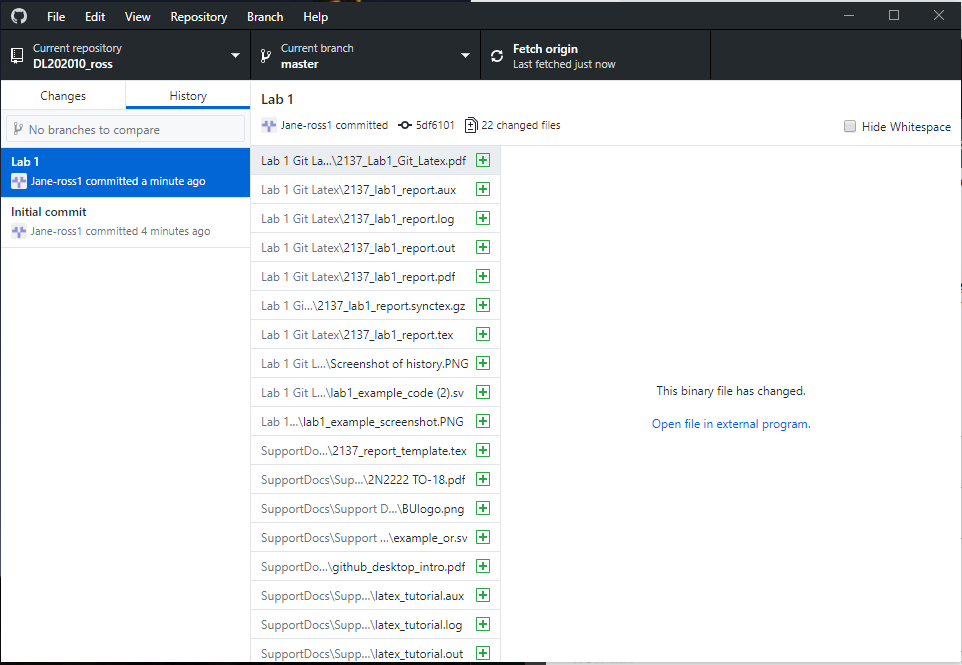 File Edit View Repository Branch Help
Current repository
DL202010_ross
Current branch
master
Fetch origin
Last fetched just now
Changes History
No branches to compare
Lab 1
Jane-ross1 committed a minute ago
Initial commit
Jane-ross1 committed 4 minutes ago
Lab 1
Jane-ross1 committed 5df6101 22 changed files
Hide Whitespace
Lab 1 Git La...\2137_Lab1_Git_Latex.pdf
Lab 1 Git Latex\2137_lab1_report.aux
Lab 1 Git Latex\2137_lab1_report.log
Lab 1 Git Latex\2137_lab1_report.out
Lab 1 Git Latex\2137_lab1_report.pdf
Lab 1 Gi...\2137_lab1_report.synctex.gz
Lab 1 Git Latex\2137_lab1_report.tex
Lab 1 Git L...\Screenshot of history.PNG
Lab 1 Git L...\lab1_example_code (2).sv
Lab 1...\lab1_example_screenshot.PNG
SupportDo...\2137_report_template.tex
SupportDocs\Sup...\2N2222 TO-18.pdf
SupportDocs\Support D...\BUlogo.png
SupportDocs\Support ...\example_or.sv
SupportDo...\github_desktop_intro.pdf
SupportDocs\Supp...\latex_tutorial.aux
SupportDocs\Supp...\latex_tutorial.log
SupportDocs\Supp...\latex_tutorial.out
This binary file has changed.
Open file in external program.